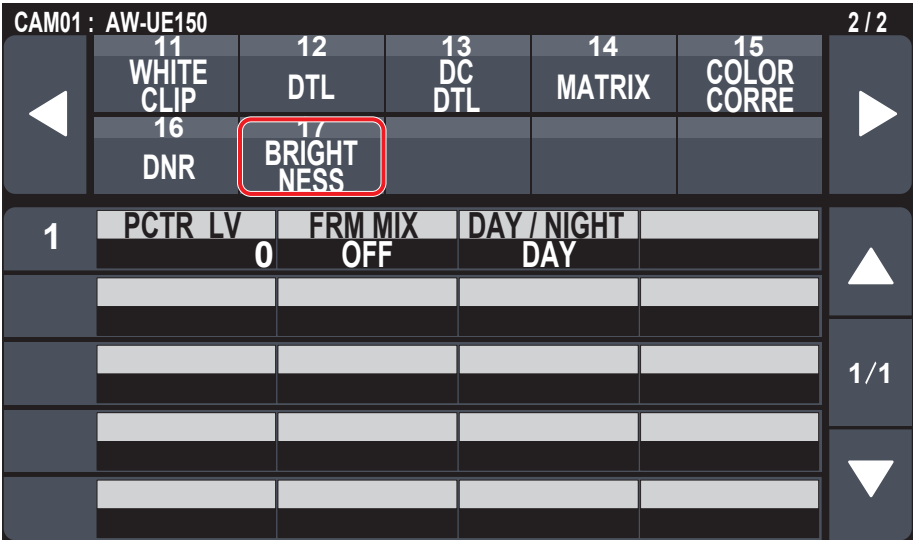 CAM01 : AW-UE150 2 / 2
11 12 13 14 15
WHITE CLIP DTL DC DTL MATRIX COLOR CORRE
16 17
DNR BRIGHT NESS
1 PCTR LV FRM MIX DAY / NIGHT
0 OFF DAY
1/1